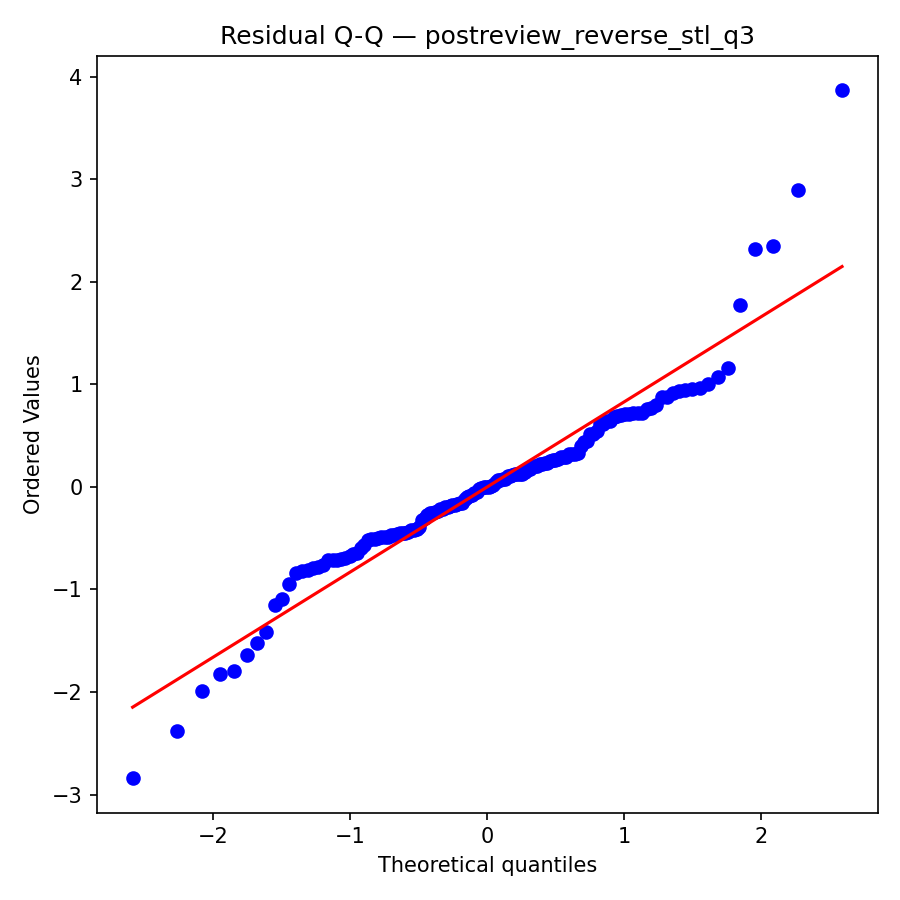 Residual Q-Q — postreview_reverse_stl_q3
4
3
2
1
0
−1
−2
−3
Ordered Values
−2 −1 0 1 2
Theoretical quantiles